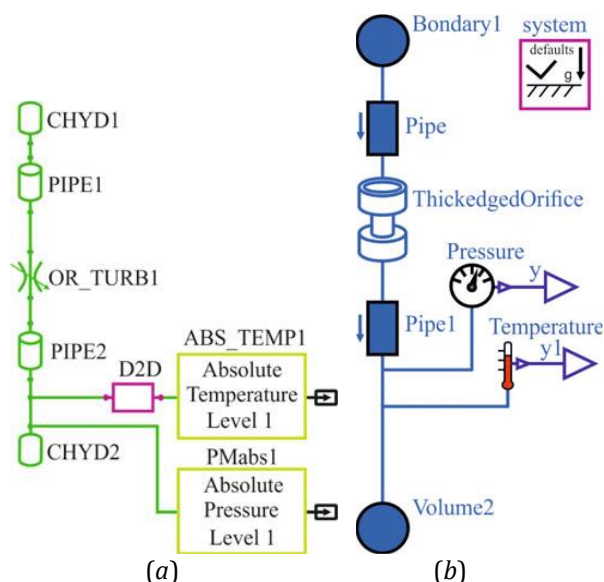 CHYD1
PIPE1
OR_TURB1
PIPE2
D2D
ABS_TEMP1
Absolute
Temperature
Level 1
CHYD2
PMabs1
Absolute
Pressure
Level 1
(a)
Bondary1
system
defaults
g
Pipe
ThickedgedOrifice
Pressure
y
Pipe1
Temperature
y1
Volume2
(b)